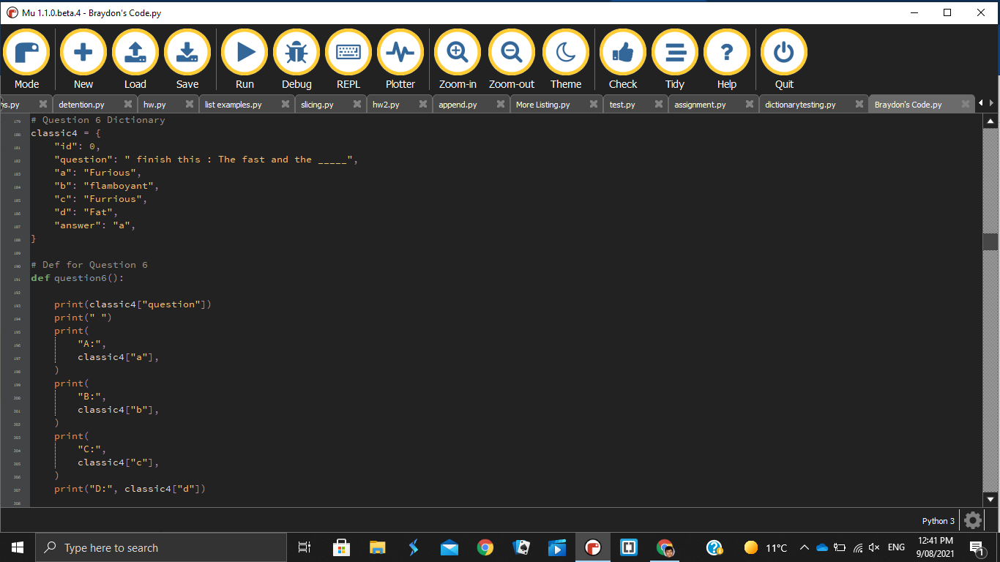 Mu 1.1.0.beta.4 - Braydon's Code.py
Mode New Load Save Run Debug REPL Plotter Zoom-in Zoom-out Theme Check Tidy ? Help Quit
.py detention.py hw.py list examples.py slicing.py hw2.py append.py More Listing.py test.py assignment.py dictionarytesting.py Braydon's Code.py
179 # Question 6 Dictionary
180 classic4 = {
181 "id": 0,
182 "question": " finish this : The fast and the _____",
183 "a": "Furious",
184 "b": "flamboyant",
185 "c": "Furrious",
186 "d": "Fat",
187 "answer": "a",
188 }
189
190 # Def for Question 6
191 def question6():
192
193 print(classic4["question"])
194 print(" ")
195 print(
196 "A:",
197 classic4["a"],
198 )
199 print(
200 "B:",
201 classic4["b"],
202 )
203 print(
204 "C:",
205 classic4["c"],
206 )
207 print("D:", classic4["d"])
208
Python 3
Type here to search
11°C ENG 12:41 PM
9/08/2021
1